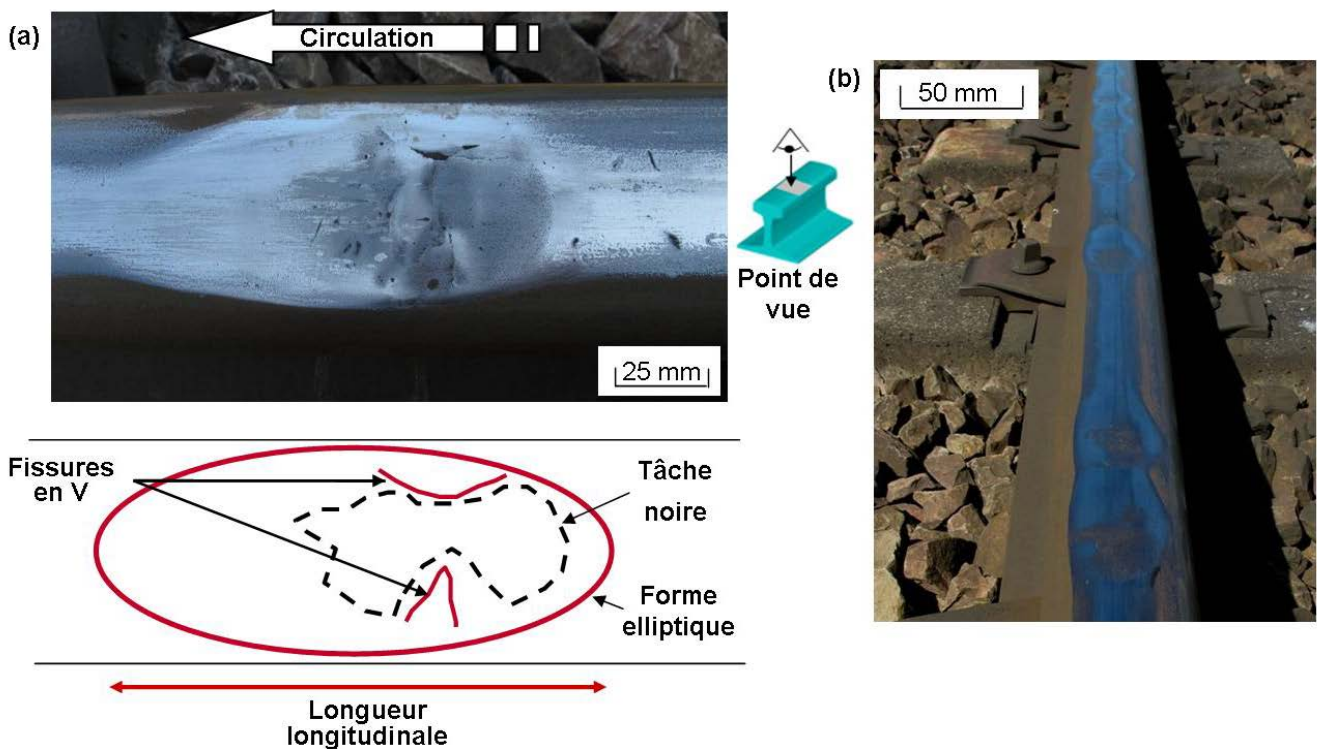 (a)
Circulation
25 mm
Point de
vue
(b)
50 mm
Fissures
en V
Tâche
noire
Forme
elliptique
Longueur
longitudinale